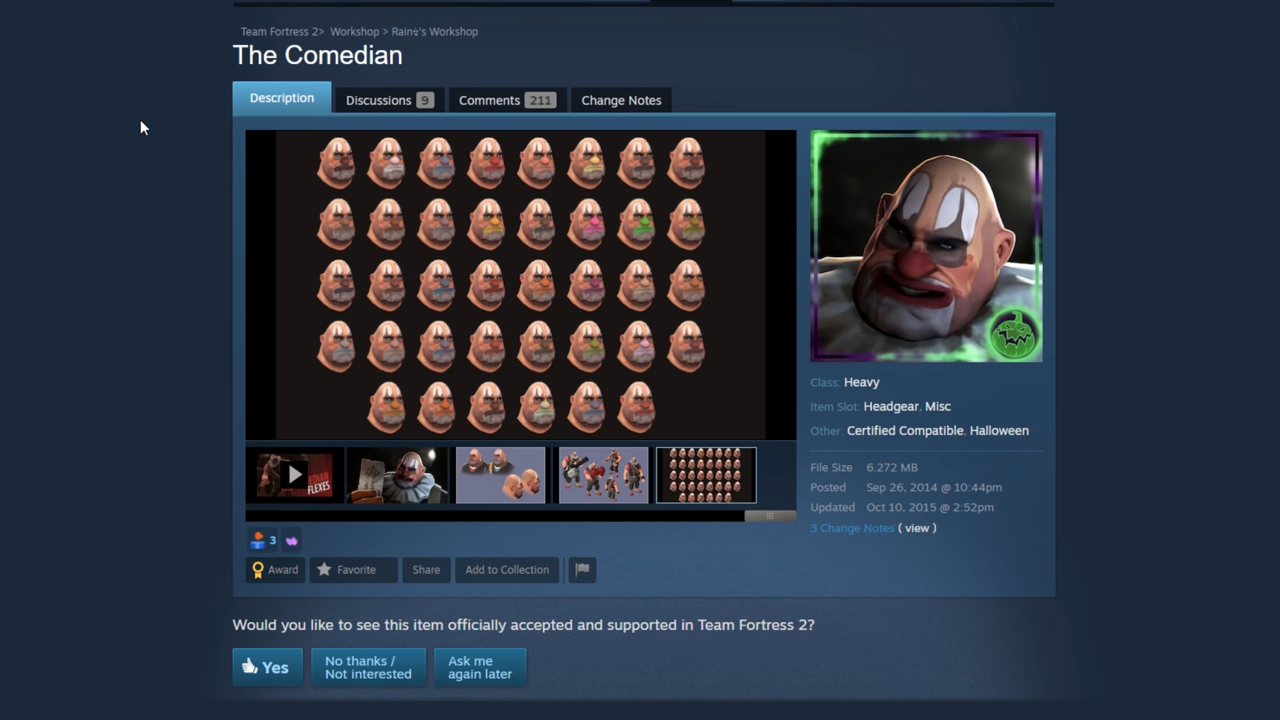 Team Fortress 2> Workshop > Rain's Workshop
The Comedian
Description
Discussions 9
Comments 211
Change Notes
Class: Heavy
Item Slot: Headgear, Misc
Other: Certified Compatible, Halloween
File Size 6.272 MB
Posted Sep 26, 2014 @ 10:44pm
Updated Oct 10, 2015 @ 2:52pm
3 Change Notes ( view )
FLEXES
3
Award
Favorite
Share
Add to Collection
Would you like to see this item officially accepted and supported in Team Fortress 2?
Yes
No thanks /
Not interested
Ask me
again later